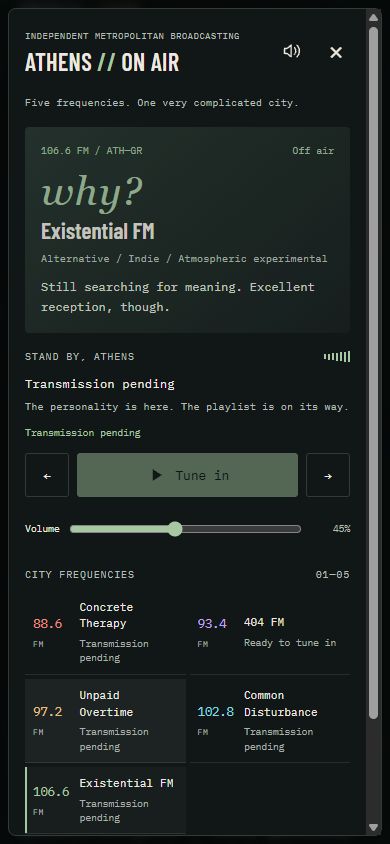 INDEPENDENT METROPOLITAN BROADCASTING
ATHENS // ON AIR
Five frequencies. One very complicated city.
106.6 FM / ATH—GR
Off air
why?
Existential FM
Alternative / Indie / Atmospheric experimental
Still searching for meaning. Excellent
reception, though.
STAND BY, ATHENS
Transmission pending
The personality is here. The playlist is on its way.
Transmission pending
←
▶ Tune in
→
Volume
45%
CITY FREQUENCIES
01—05
88.6
FM
Concrete
Therapy
Transmission
pending
93.4
FM
404 FM
Ready to tune in
97.2
FM
Unpaid
Overtime
Transmission
pending
102.8
FM
Common
Disturbance
Transmission
pending
106.6
FM
Existential FM
Transmission
pending